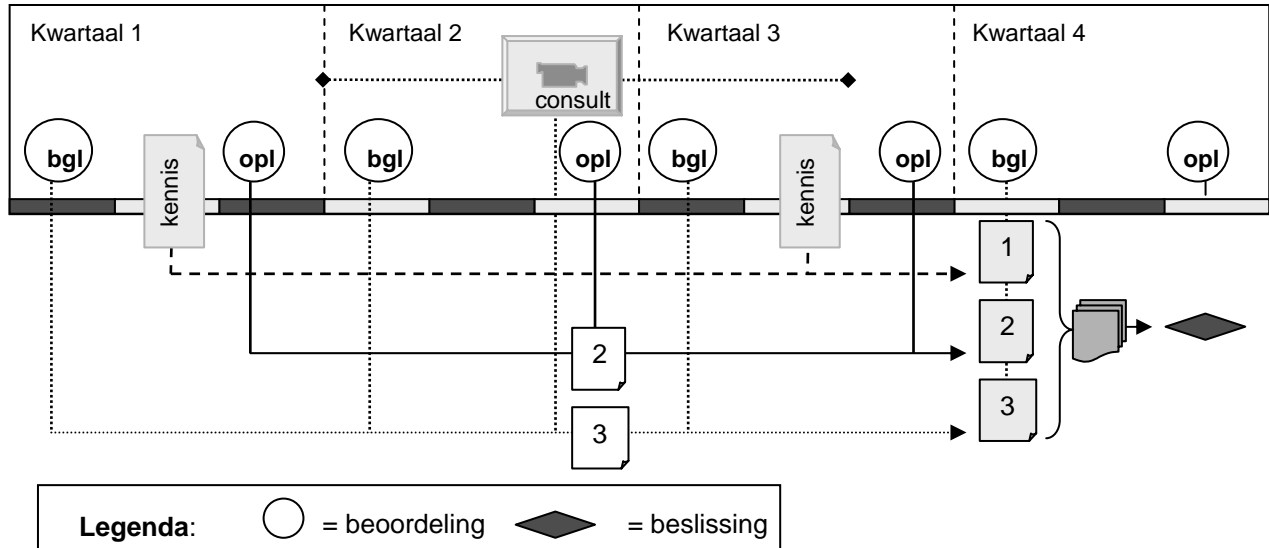 Kwartaal 1 Kwartaal 2 Kwartaal 3 Kwartaal 4
consult
bgl kennis opl bgl opl bgl kennis opl bgl opl
1
2 2
3 3
Legenda: = beoordeling = beslissing